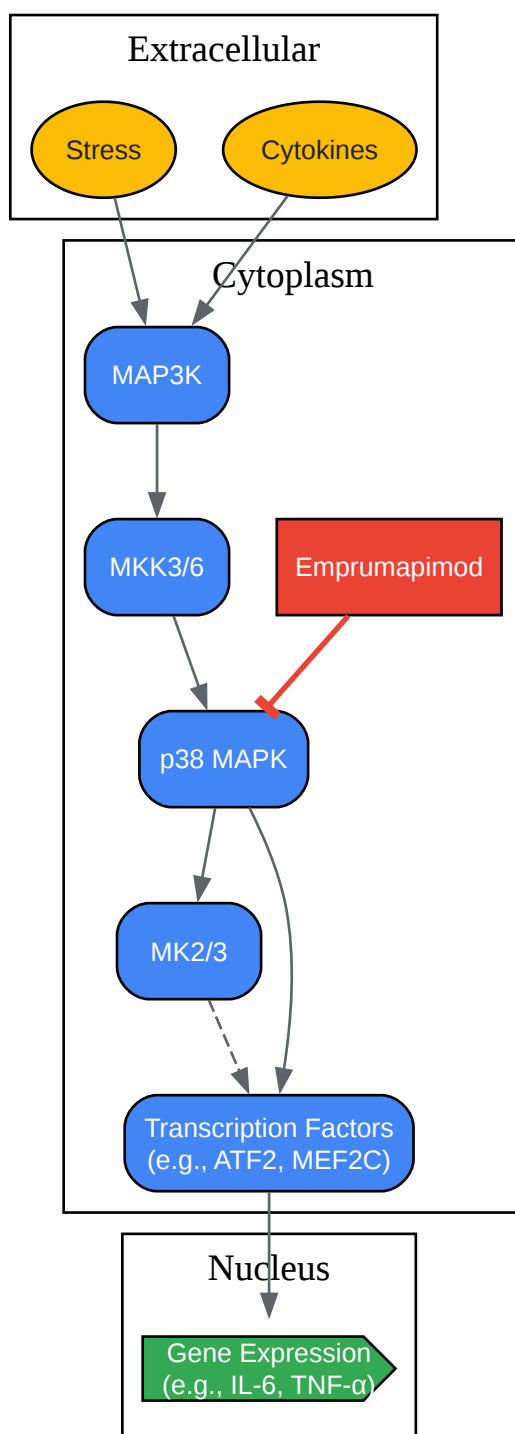 Extracellular
Stress
Cytokines
Cytoplasm
MAP3K
MKK3/6
Emprumapimod
p38 MAPK
MK2/3
Transcription Factors
(e.g., ATF2, MEF2C)
Nucleus
Gene Expression
(e.g., IL-6, TNF-α)